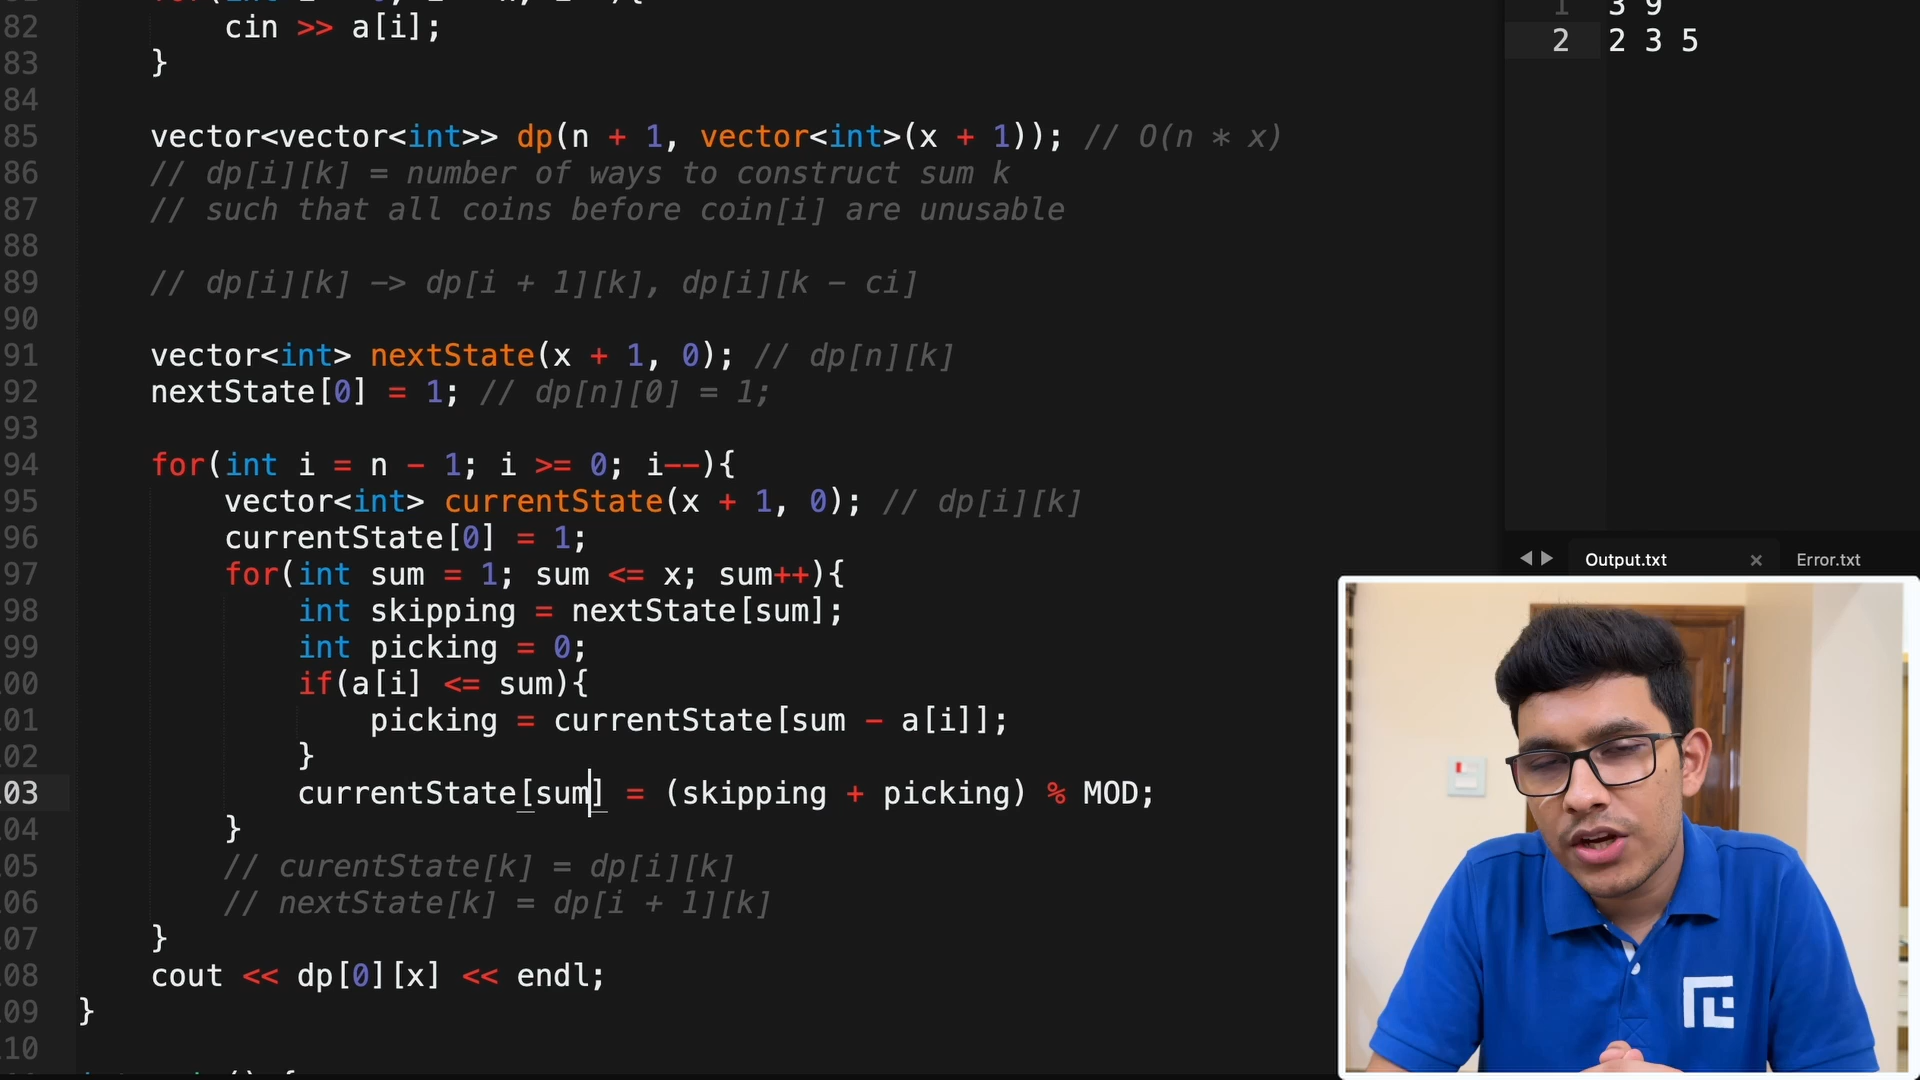 82 cin >> a[i];
83 }
84
85 vector<vector<int>> dp(n + 1, vector<int>(x + 1)); // O(n * x)
86 // dp[i][k] = number of ways to construct sum k
87 // such that all coins before coin[i] are unusable
88
89 // dp[i][k] -> dp[i + 1][k], dp[i][k - ci]
90
91 vector<int> nextState(x + 1, 0); // dp[n][k]
92 nextState[0] = 1; // dp[n][0] = 1;
93
94 for(int i = n - 1; i >= 0; i--){
95 vector<int> currentState(x + 1, 0); // dp[i][k]
96 currentState[0] = 1;
97 for(int sum = 1; sum <= x; sum++){
98 int skipping = nextState[sum];
99 int picking = 0;
00 if(a[i] <= sum){
01 picking = currentState[sum - a[i]];
02 }
03 currentState[sum] = (skipping + picking) % MOD;
04 }
05 // curentState[k] = dp[i][k]
06 // nextState[k] = dp[i + 1][k]
07 }
08 cout << dp[0][x] << endl;
09 }
10
1 3 9
2 2 3 5
Output.txt × Error.txt